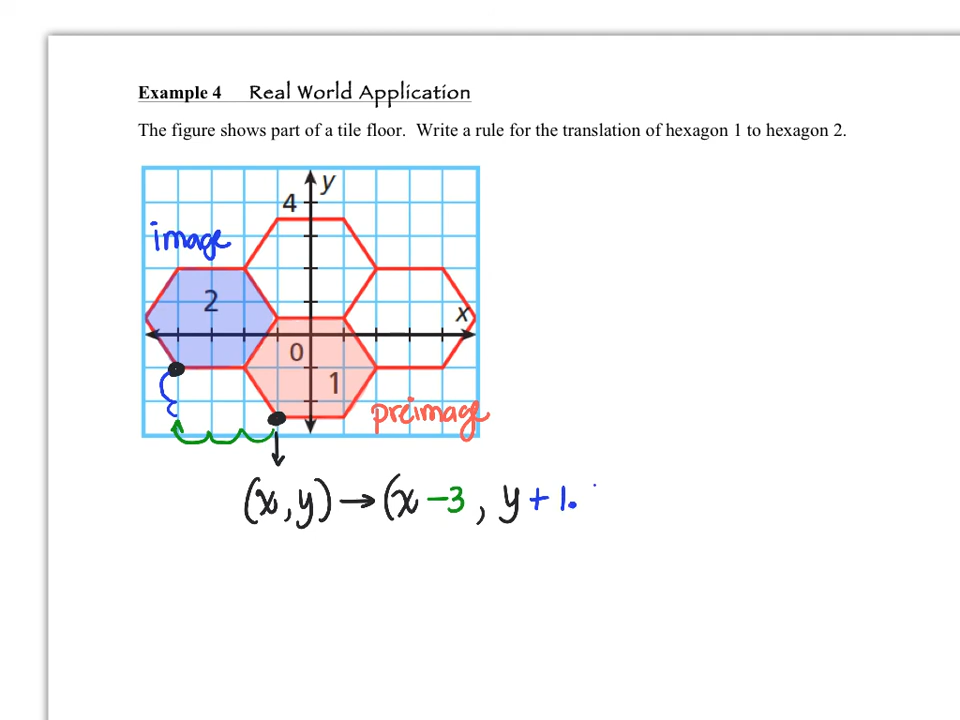 Example 4 Real World Application
The figure shows part of a tile floor. Write a rule for the translation of hexagon 1 to hexagon 2.
y
4
image
2
x
0
1
preimage
(x, y) → (x −3, y + 1.